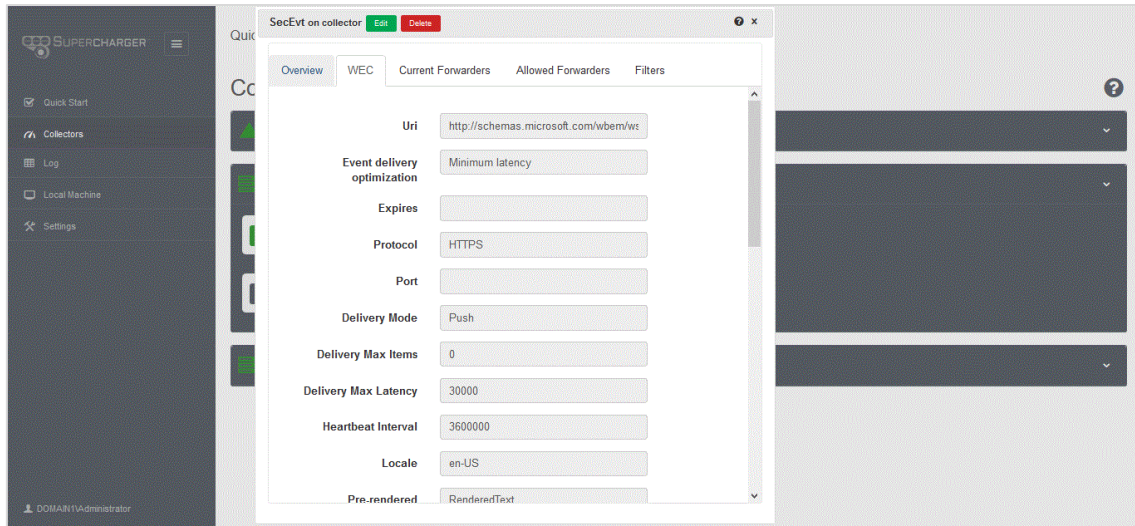 SUPERCHARGER
Quick Start
Collectors
Log
Local Machine
Settings
DOMAIN1\Administrator
SecEvt on collector Edit Delete
Overview WEC Current Forwarders Allowed Forwarders Filters
Uri http://schemas.microsoft.com/wbem/ws
Event delivery
optimization Minimum latency
Expires
Protocol HTTPS
Port
Delivery Mode Push
Delivery Max Items 0
Delivery Max Latency 30000
Heartbeat Interval 3600000
Locale en-US
Pre-rendered RenderedText